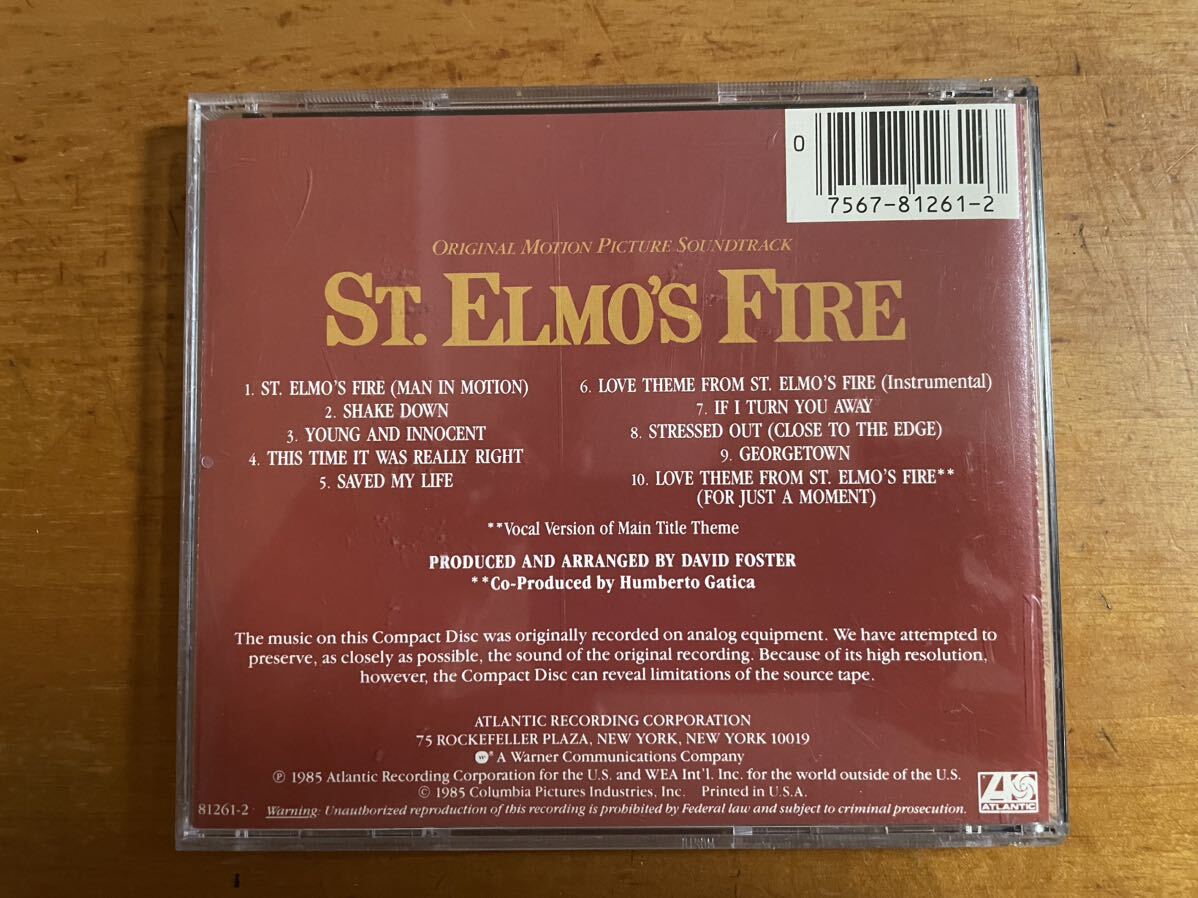 0
7567-81261-2
ORIGINAL MOTION PICTURE SOUNDTRACK
ST. ELMO'S FIRE
1. ST. ELMO'S FIRE (MAN IN MOTION)
2. SHAKE DOWN
3. YOUNG AND INNOCENT
4. THIS TIME IT WAS REALLY RIGHT
5. SAVED MY LIFE
6. LOVE THEME FROM ST. ELMO'S FIRE (Instrumental)
7. IF I TURN YOU AWAY
8. STRESSED OUT (CLOSE TO THE EDGE)
9. GEORGETOWN
10. LOVE THEME FROM ST. ELMO'S FIRE**
(FOR JUST A MOMENT)
**Vocal Version of Main Title Theme
PRODUCED AND ARRANGED BY DAVID FOSTER
**Co-Produced by Humberto Gatica
The music on this Compact Disc was originally recorded on analog equipment. We have attempted to
preserve, as closely as possible, the sound of the original recording. Because of its high resolution,
however, the Compact Disc can reveal limitations of the source tape.
ATLANTIC RECORDING CORPORATION
75 ROCKEFELLER PLAZA, NEW YORK, NEW YORK 10019
® A Warner Communications Company
℗ 1985 Atlantic Recording Corporation for the U.S. and WEA Int'l. Inc. for the world outside of the U.S.
© 1985 Columbia Pictures Industries, Inc. Printed in U.S.A.
81261-2 Warning: Unauthorized reproduction of this recording is prohibited by Federal law and subject to criminal prosecution.
ATLANTIC